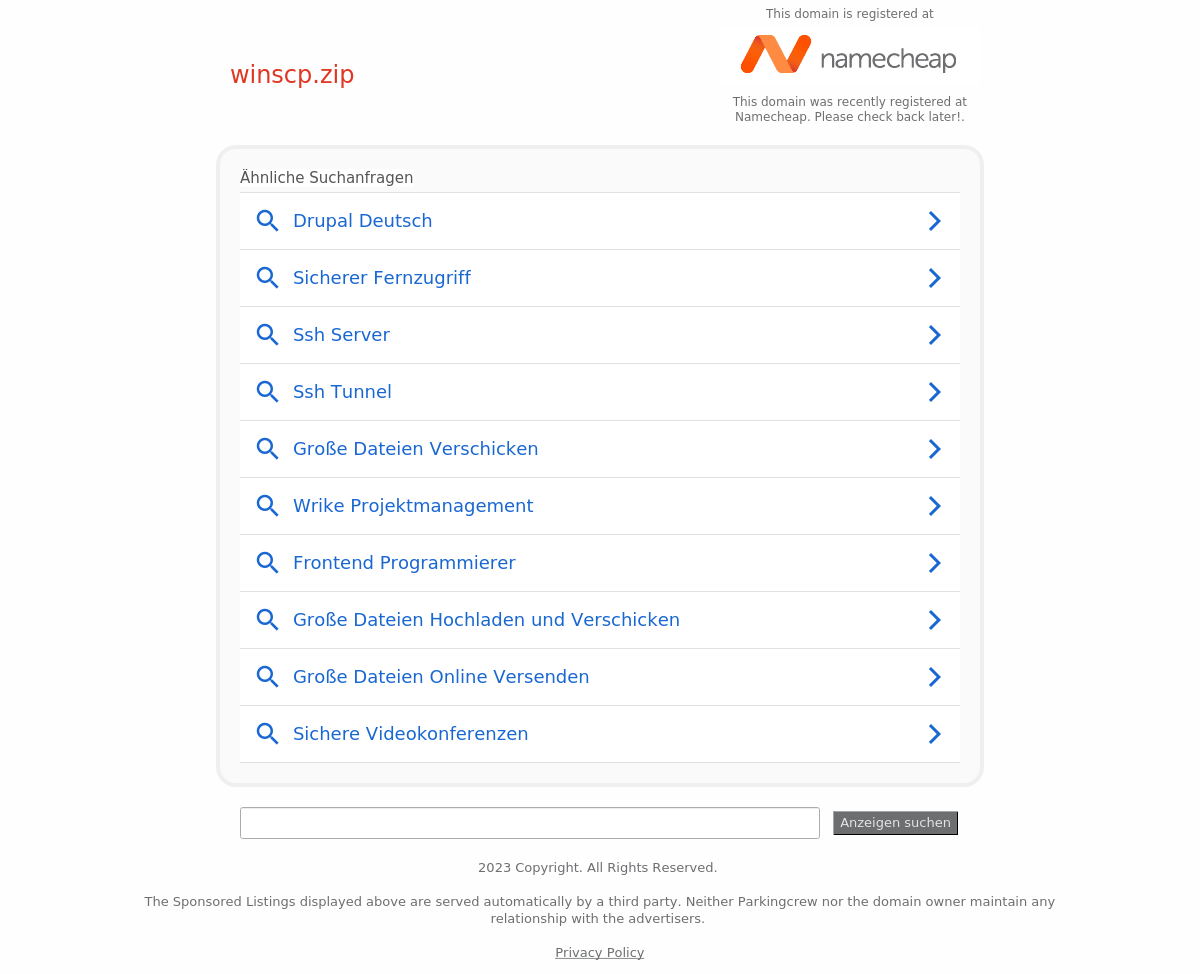 This domain is registered at
namecheap
winscp.zip
This domain was recently registered at
Namecheap. Please check back later!.
Ähnliche Suchanfragen
Drupal Deutsch
Sicherer Fernzugriff
Ssh Server
Ssh Tunnel
Große Dateien Verschicken
Wrike Projektmanagement
Frontend Programmierer
Große Dateien Hochladen und Verschicken
Große Dateien Online Versenden
Sichere Videokonferenzen
Anzeigen suchen
2023 Copyright. All Rights Reserved.
The Sponsored Listings displayed above are served automatically by a third party. Neither Parkingcrew nor the domain owner maintain any
relationship with the advertisers.
Privacy Policy